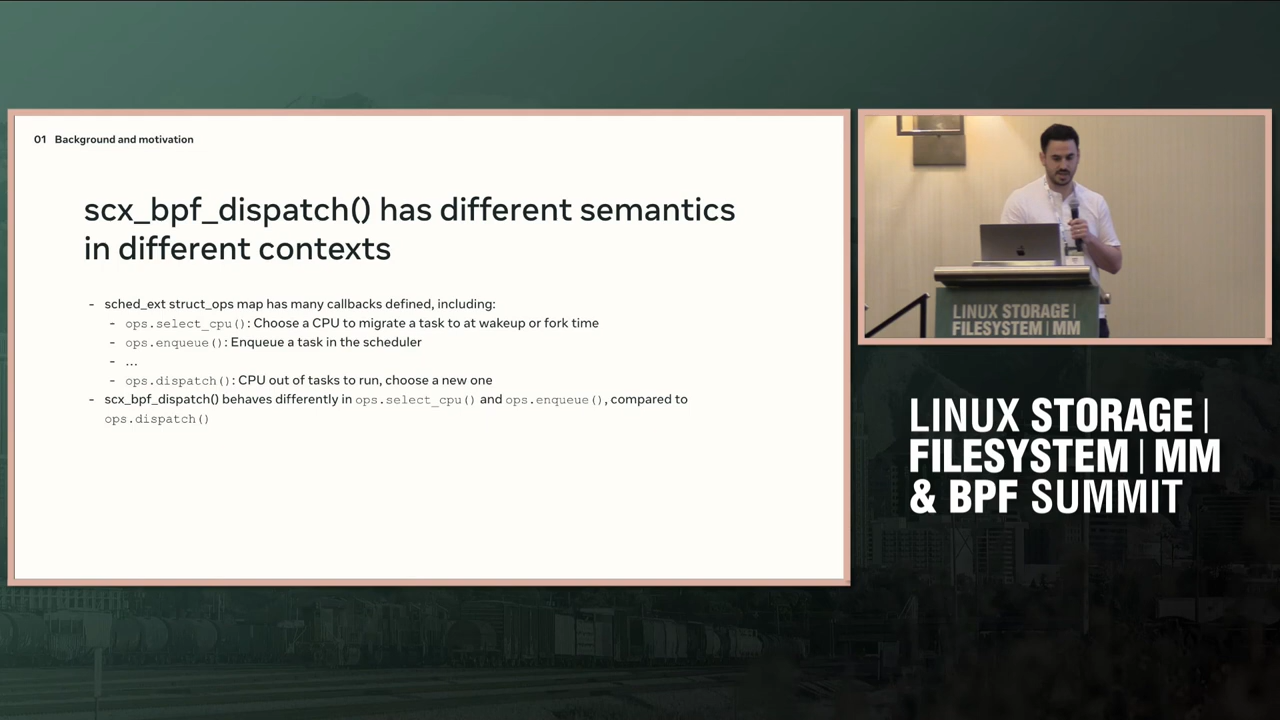 01 Background and motivation
scx_bpf_dispatch() has different semantics
in different contexts
- sched_ext struct_ops map has many callbacks defined, including:
- ops.select_cpu(): Choose a CPU to migrate a task to at wakeup or fork time
- ops.enqueue(): Enqueue a task in the scheduler
- ...
- ops.dispatch(): CPU out of tasks to run, choose a new one
- scx_bpf_dispatch() behaves differently in ops.select_cpu() and ops.enqueue(), compared to
ops.dispatch()
LINUX STORAGE |
FILESYSTEM | MM
LINUX STORAGE |
FILESYSTEM | MM
& BPF SUMMIT